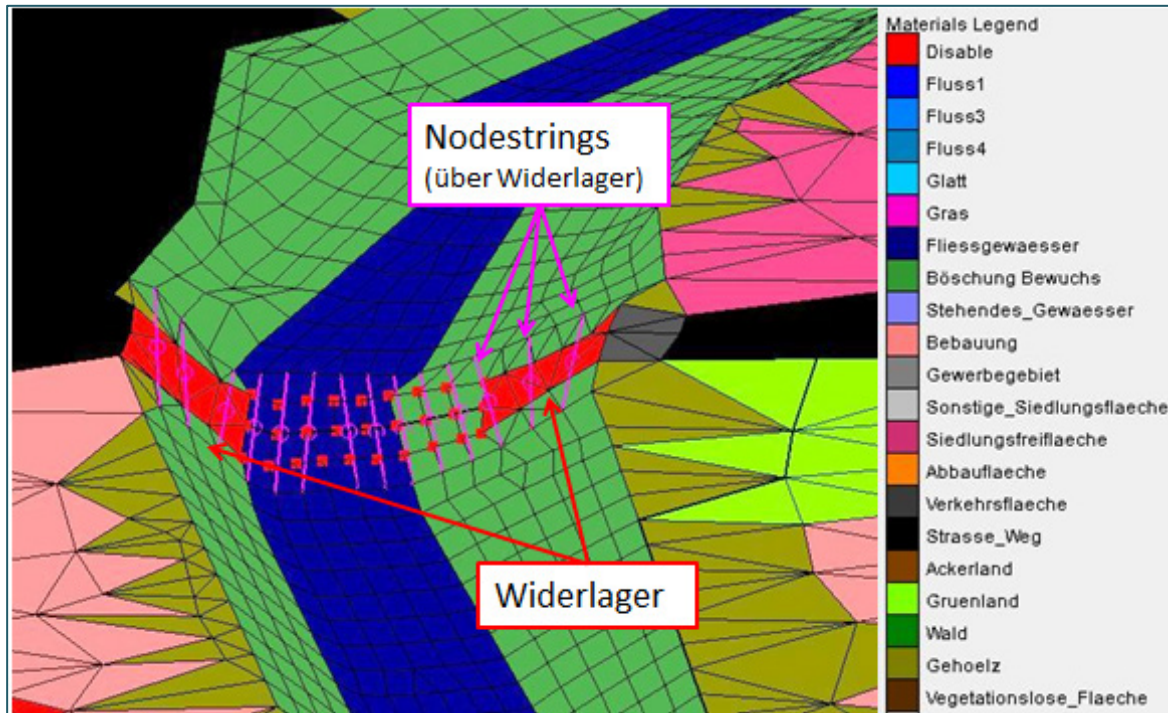 Nodestrings
(über Widerlager)
Widerlager
Materials Legend
Disable
Fluss1
Fluss3
Fluss4
Glatt
Gras
Fliessgewaesser
Böschung Bewuchs
Stehendes_Gewaesser
Bebauung
Gewerbegebiet
Sonstige_Siedlungsflaeche
Siedlungsfreiflaeche
Abbauflaeche
Verkehrsflaeche
Strasse_Weg
Ackerland
Gruenland
Wald
Gehoelz
Vegetationslose_Flaeche